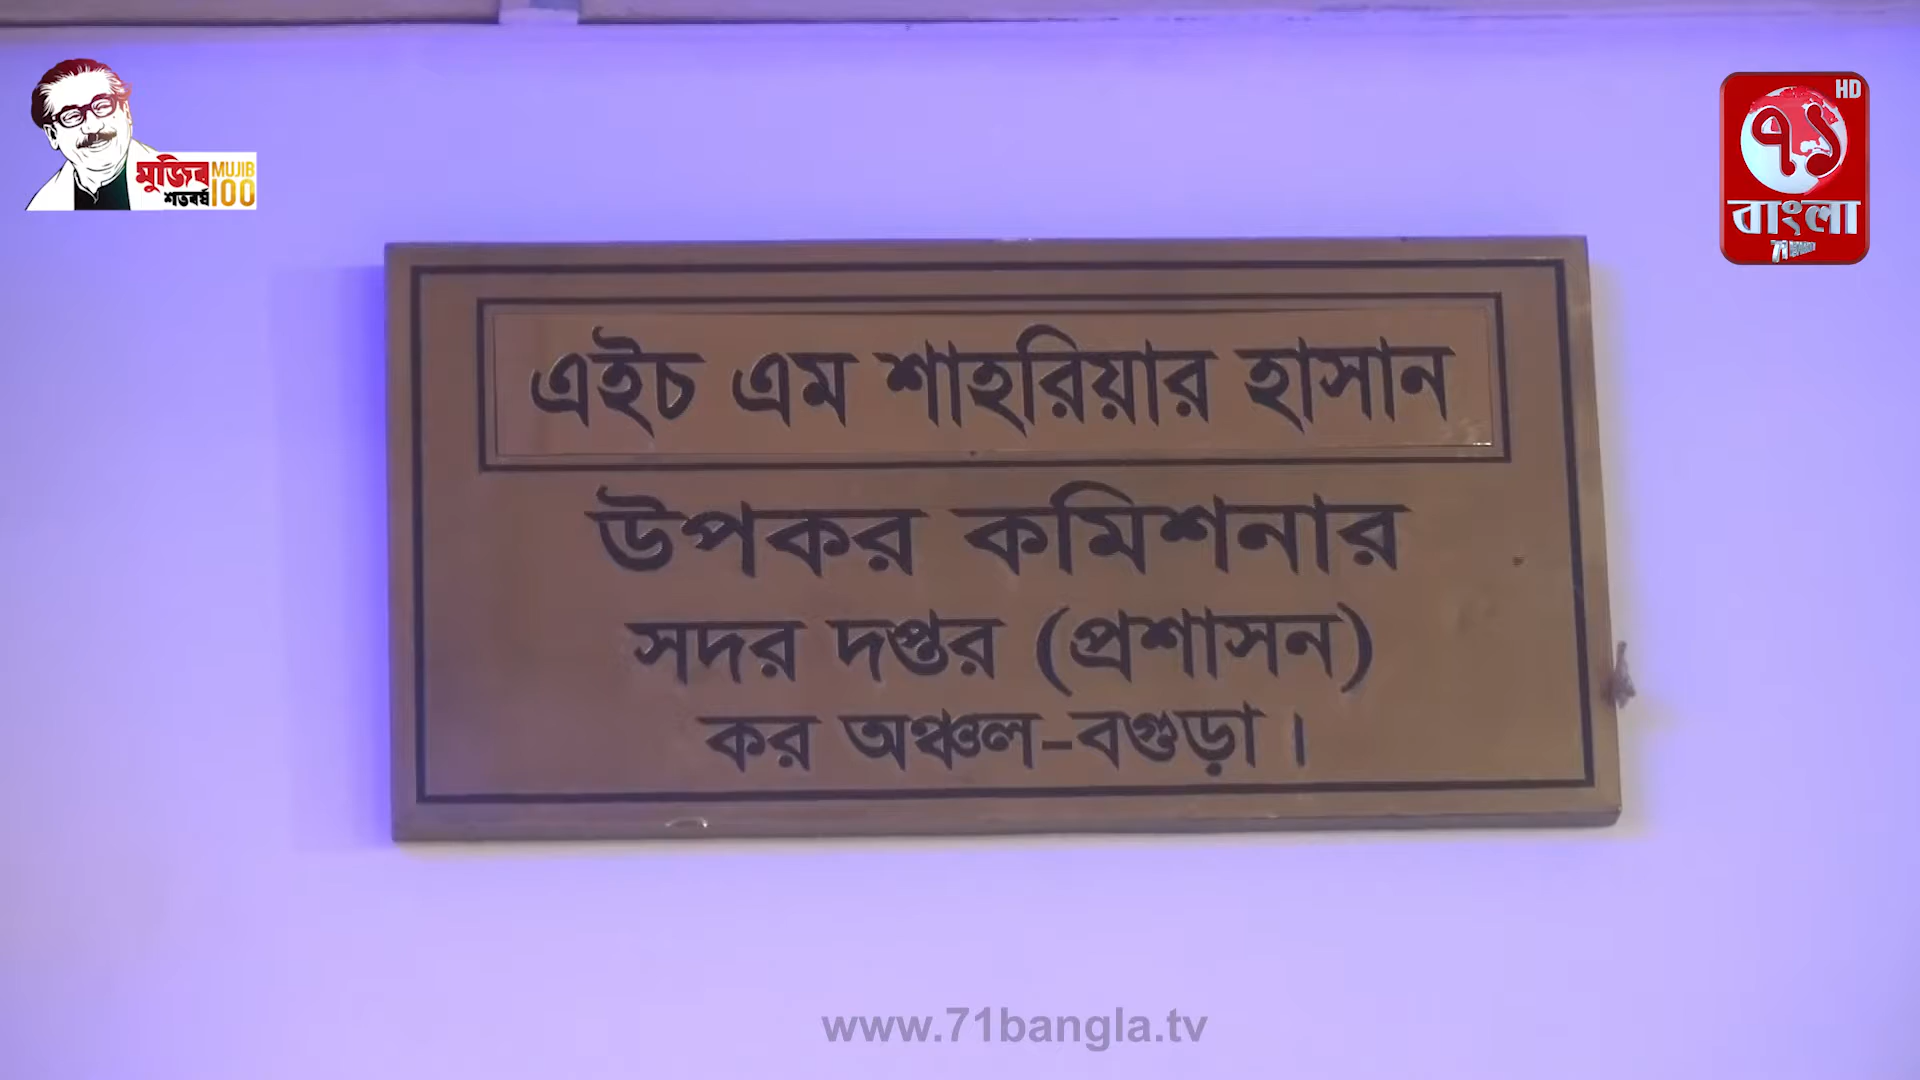 মুজিব MUJIB
শতবর্ষ 100
HD
৭১
বাংলা
এইচ এম শাহরিয়ার হাসান
উপকর কমিশনার
সদর দপ্তর (প্রশাসন)
কর অঞ্চল-বগুড়া।
www.71bangla.tv